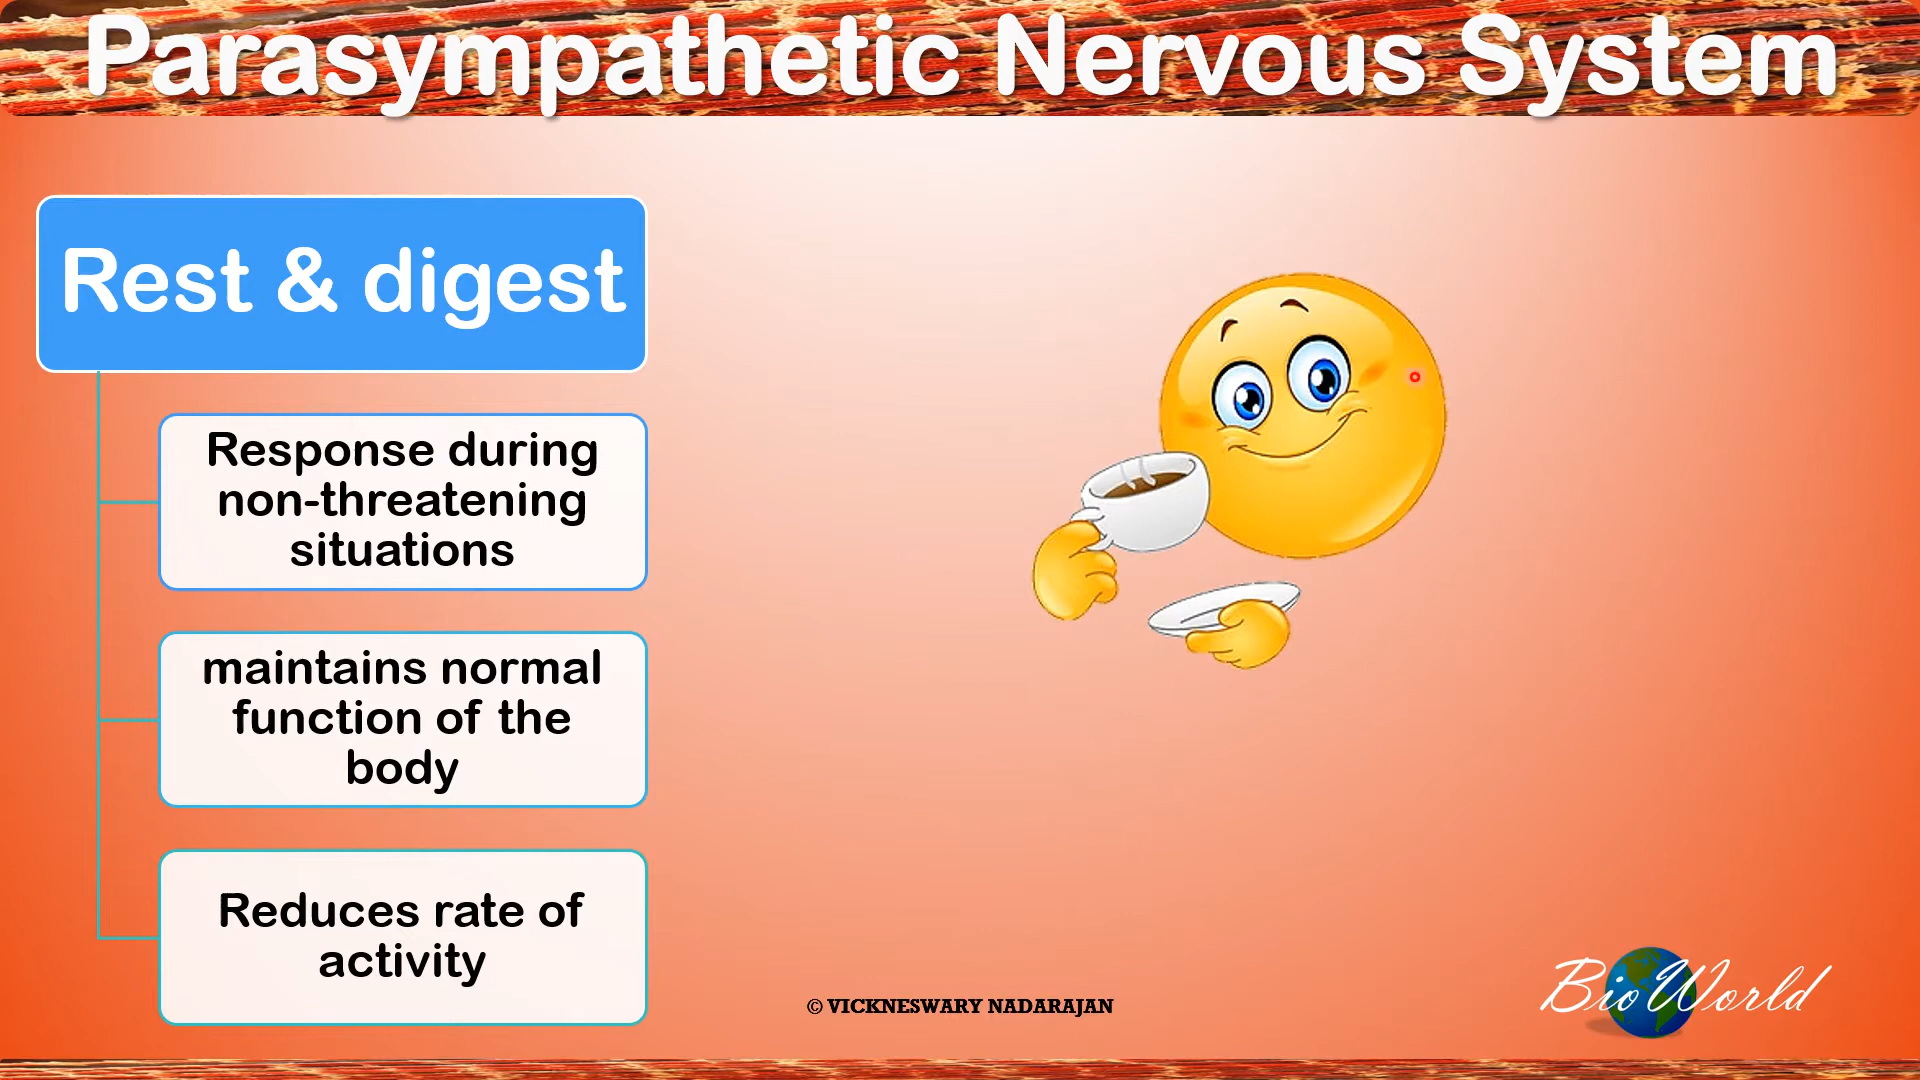 Parasympathetic Nervous System
Rest & digest
Response during
non-threatening
situations
maintains normal
function of the
body
Reduces rate of
activity
© VICKNESWARY NADARAJAN
BioWorld